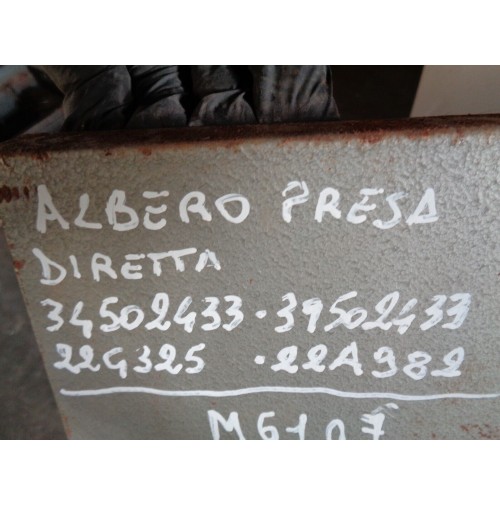 ALBERO PRESA
DIRETTA
34502433 · 39502433
22G325 · 22A982
M6107